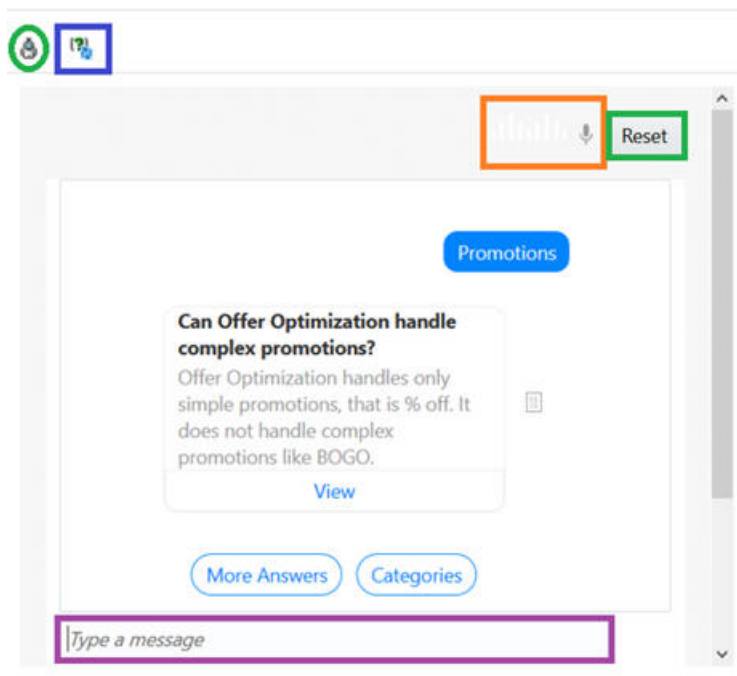 Reset
Promotions
Can Offer Optimization handle
complex promotions?
Offer Optimization handles only
simple promotions, that is % off. It
does not handle complex
promotions like BOGO.
View
More Answers
Categories
Type a message